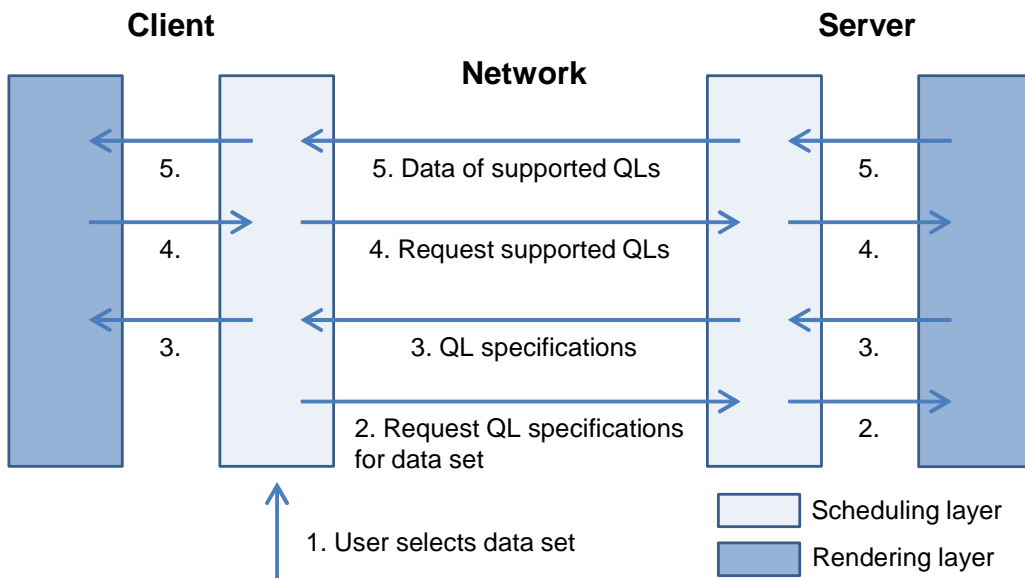 Client
Server
Network
5.
5. Data of supported QLs
5.
4.
4. Request supported QLs
4.
3.
3. QL specifications
3.
2. Request QL specifications
for data set
2.
1. User selects data set
Scheduling layer
Rendering layer